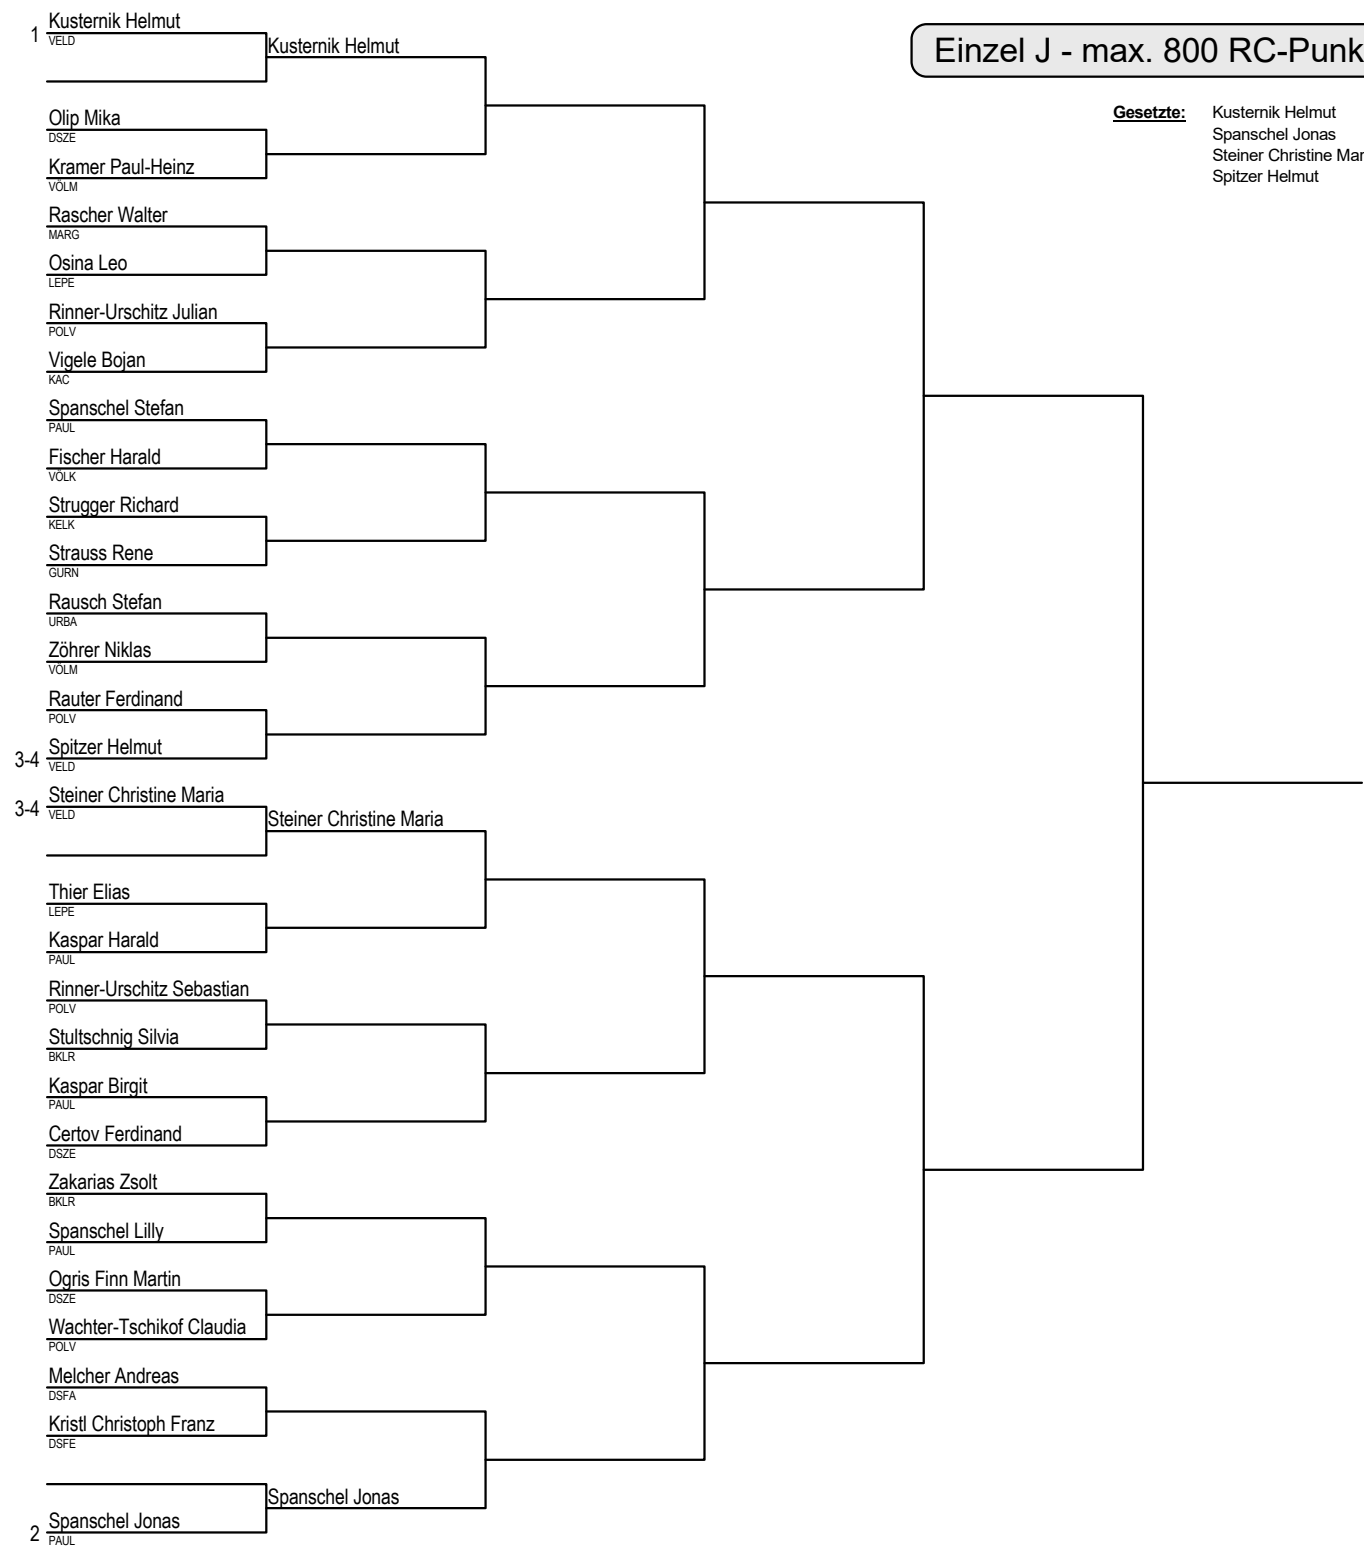 Kusternik Helmut
1
VELD
Kusternik Helmut
Einzel J - max. 800 RC-Punk
Gesetzte: Kusternik Helmut
Spanschel Jonas
Steiner Christine Mar
Spitzer Helmut
Olip Mika
DSZE
Kramer Paul-Heinz
VÖLM
Rascher Walter
MARG
Osina Leo
LEPE
Rinner-Urschitz Julian
POLV
Vigele Bojan
KAC
Spanschel Stefan
PAUL
Fischer Harald
VÖLK
Strugger Richard
KELK
Strauss Rene
GURN
Rausch Stefan
URBA
Zöhrer Niklas
VÖLM
Rauter Ferdinand
POLV
Spitzer Helmut
3-4
VELD
Steiner Christine Maria
3-4
VELD
Steiner Christine Maria
Thier Elias
LEPE
Kaspar Harald
PAUL
Rinner-Urschitz Sebastian
POLV
Stultschnig Silvia
BKLR
Kaspar Birgit
PAUL
Certov Ferdinand
DSZE
Zakarias Zsolt
BKLR
Spanschel Lilly
PAUL
Ogris Finn Martin
DSZE
Wachter-Tschikof Claudia
POLV
Melcher Andreas
DSFA
Kristl Christoph Franz
DSFE
Spanschel Jonas
Spanschel Jonas
2
PAUL